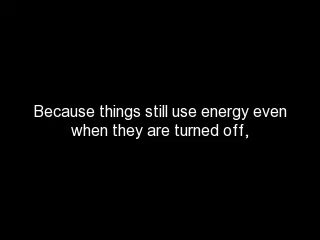 Because things still use energy even
when they are turned off,